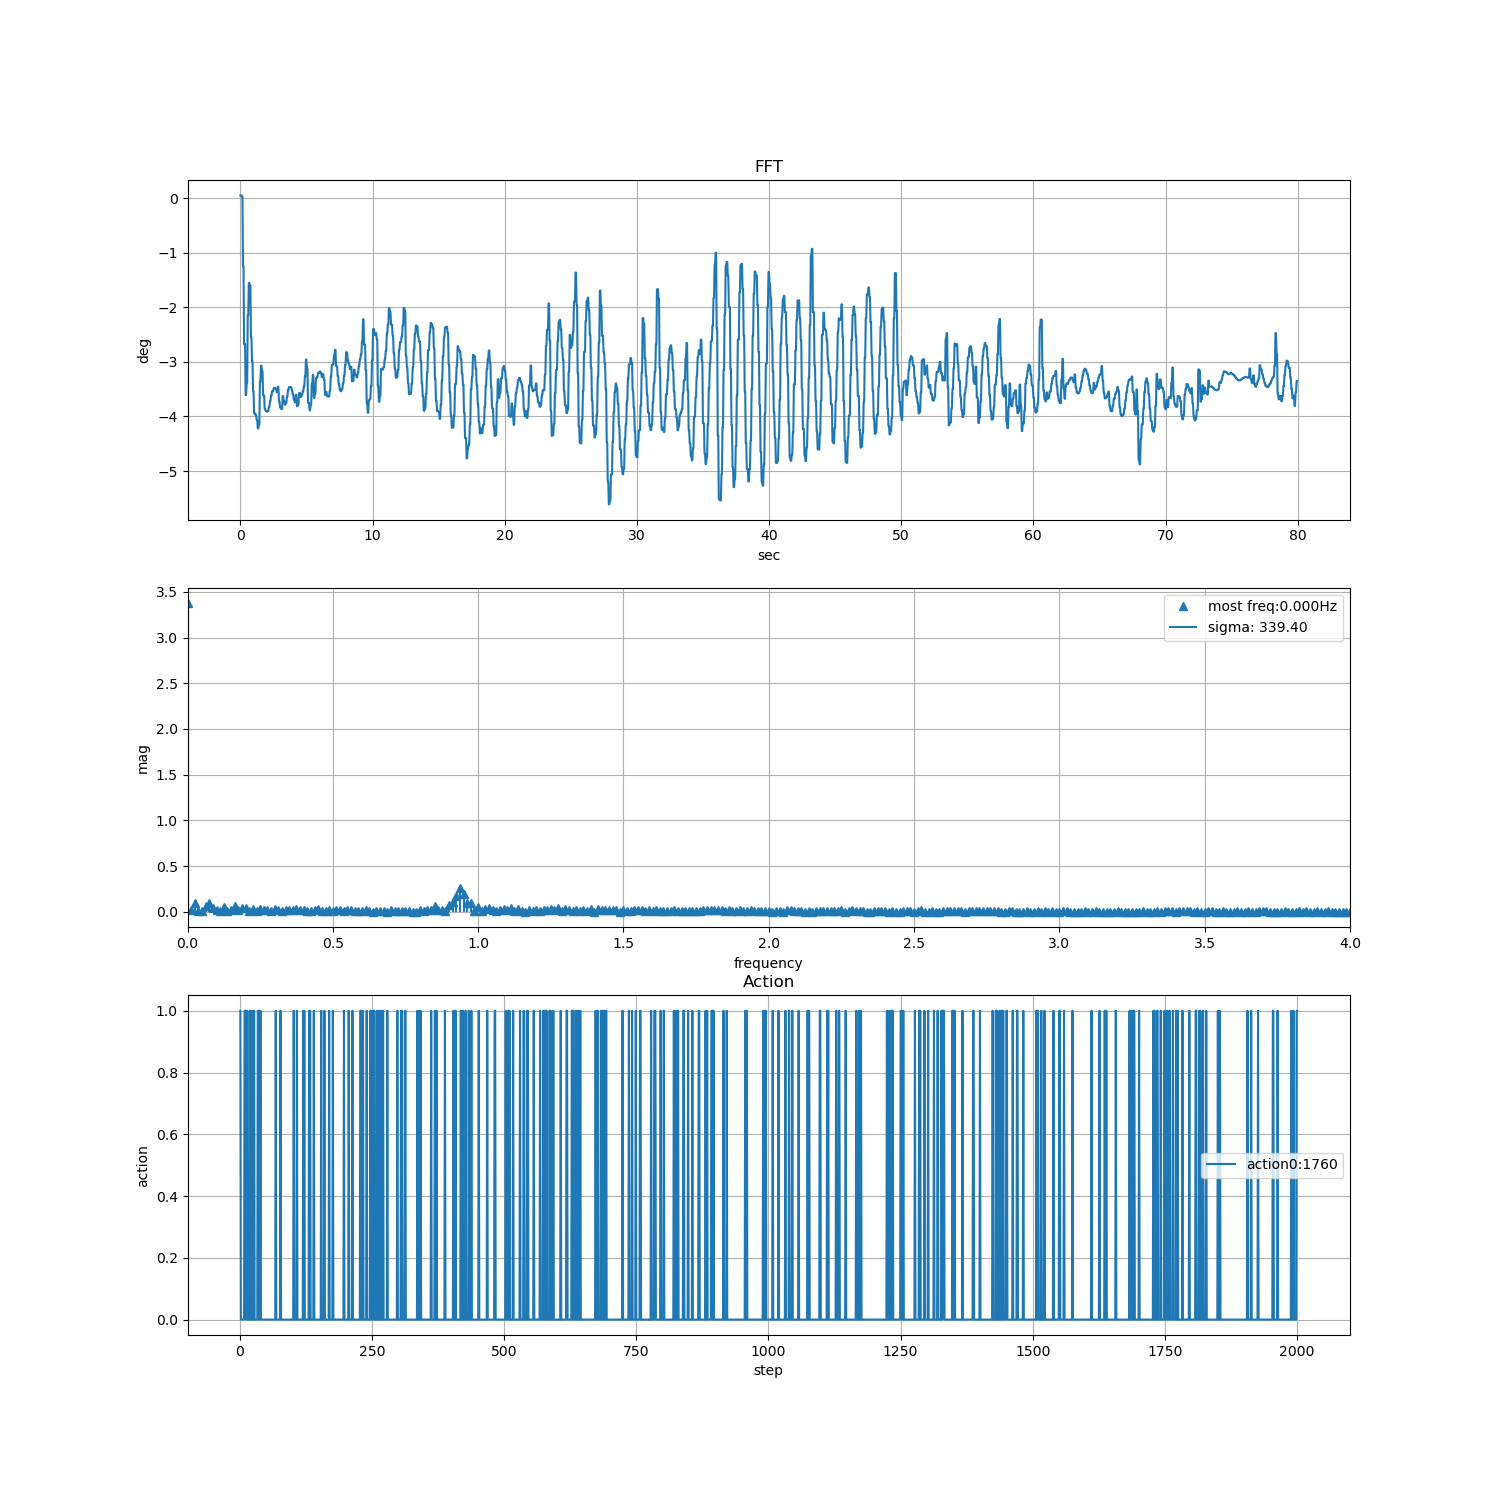 FFT
0
−1
−2
−3
−4
−5
deg
0 10 20 30 40 50 60 70 80
sec
3.5
3.0
2.5
2.0
1.5
1.0
0.5
0.0
mag
most freq:0.000Hz
sigma: 339.40
0.0 0.5 1.0 1.5 2.0 2.5 3.0 3.5 4.0
frequency
Action
1.0
0.8
0.6
0.4
0.2
0.0
action
action0:1760
0 250 500 750 1000 1250 1500 1750 2000
step